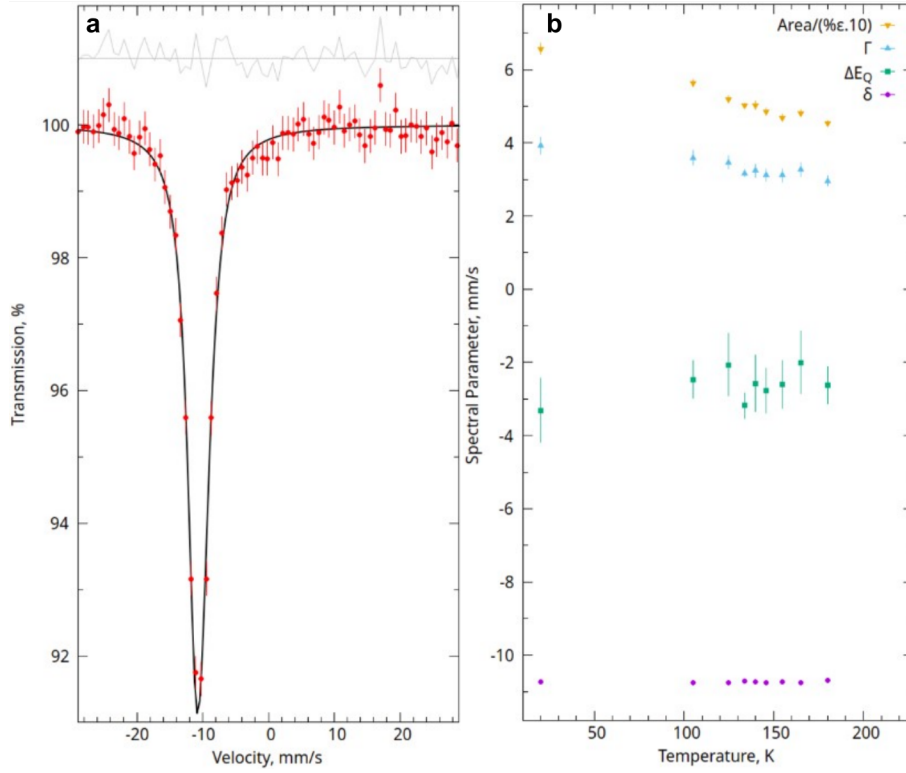 a
100
98
96
94
92
Transmission, %
-20
-10
0
10
20
Velocity, mm/s
b
Area/(%ε.10)
Γ
ΔE_Q
δ
6
4
2
0
-2
-4
-6
-8
-10
Spectral Parameter, mm/s
50
100
150
200
Temperature, K